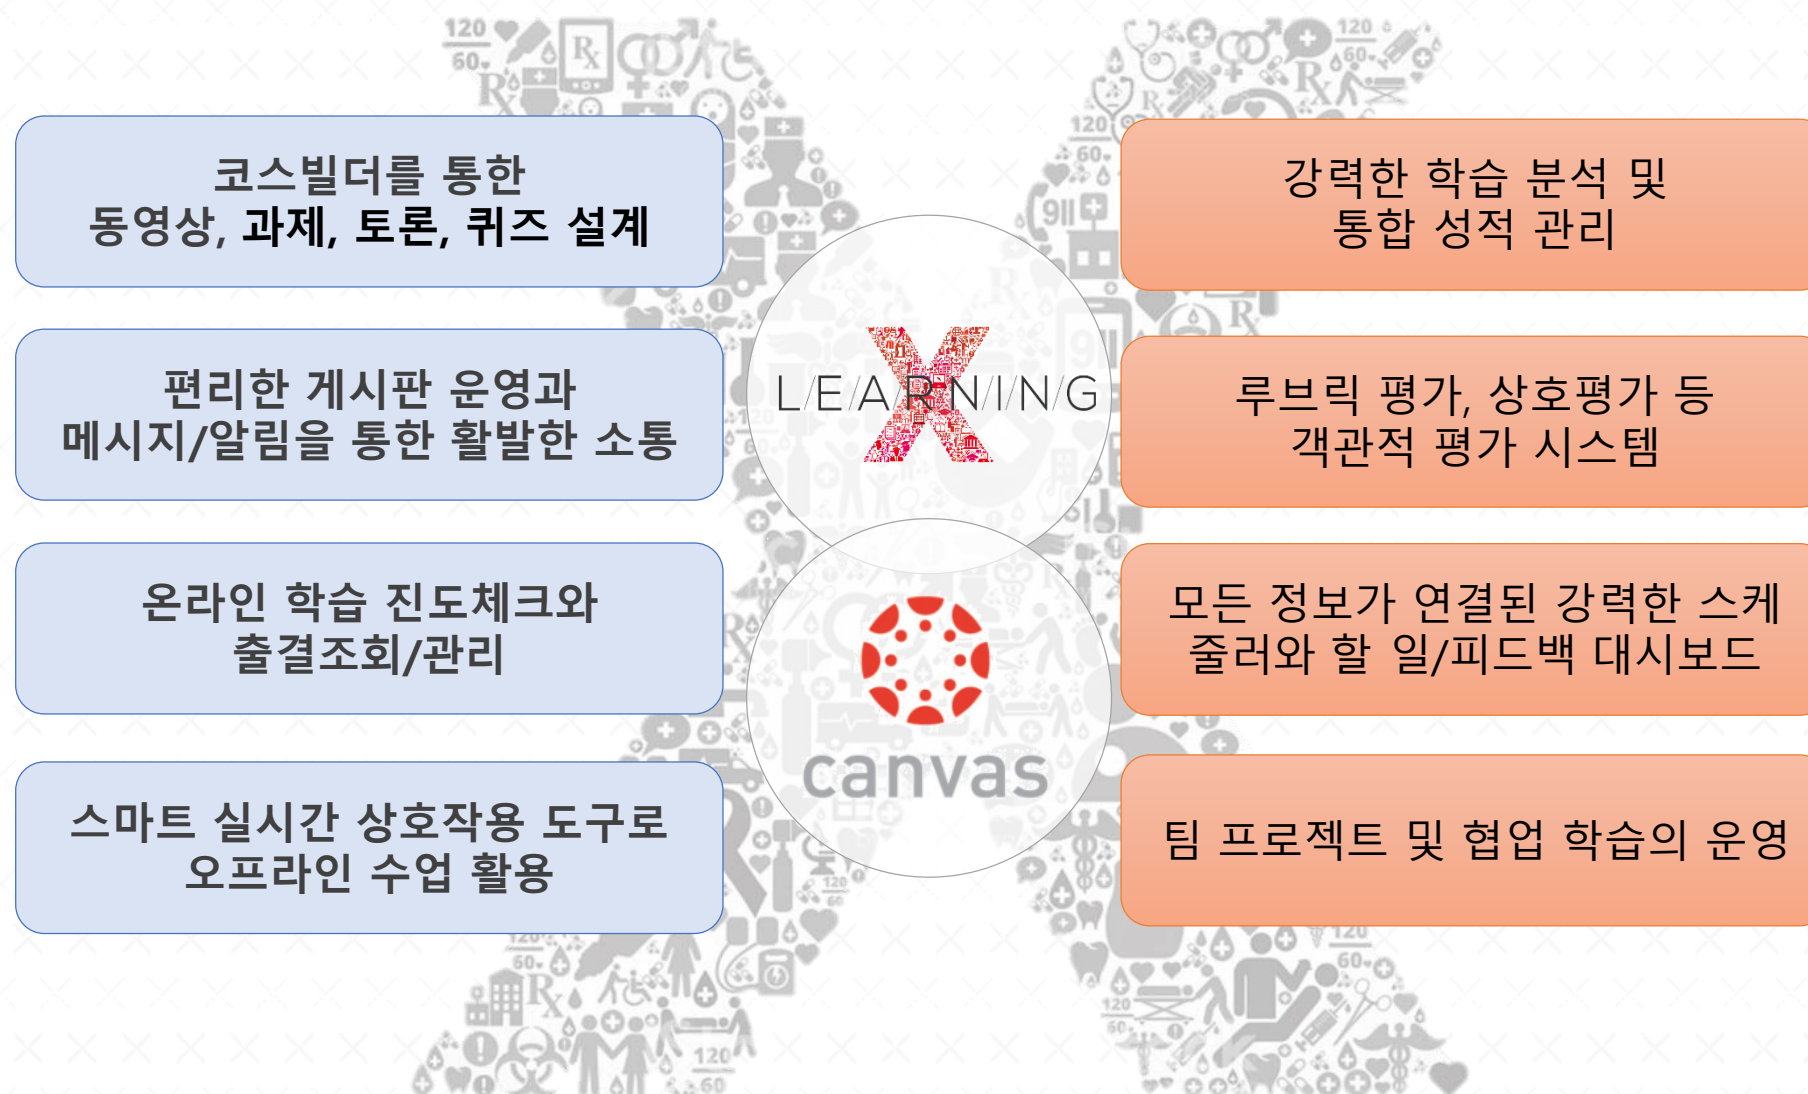 코스빌더를 통한
동영상, 과제, 토론, 퀴즈 설계
편리한 게시판 운영과
메시지/알림을 통한 활발한 소통
온라인 학습 진도체크와
출결조회/관리
스마트 실시간 상호작용 도구로
오프라인 수업 활용
L/E/A/R/N/I/N/G
X
canvas
강력한 학습 분석 및
통합 성적 관리
루브릭 평가, 상호평가 등
객관적 평가 시스템
모든 정보가 연결된 강력한 스케
줄러와 할 일/피드백 대시보드
팀 프로젝트 및 협업 학습의 운영